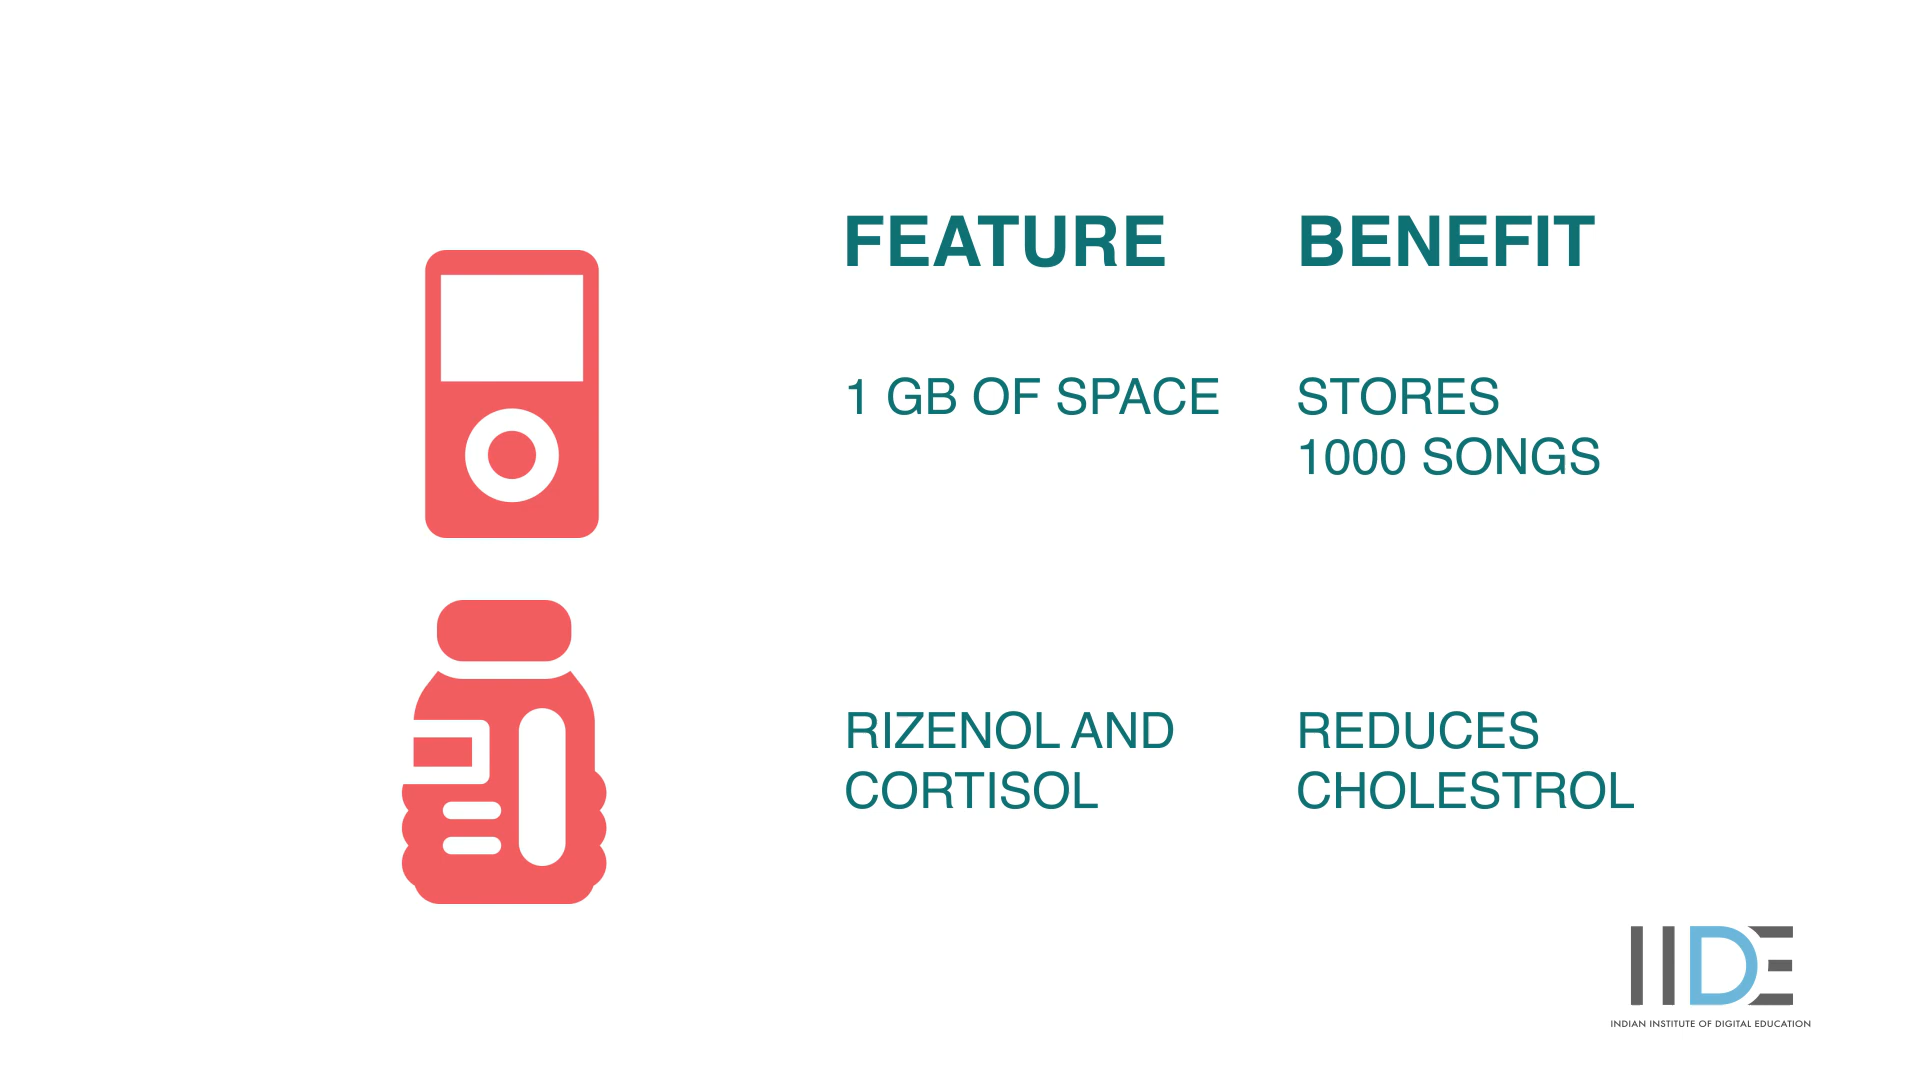 FEATURE
BENEFIT
1 GB OF SPACE
STORES
1000 SONGS
RIZENOL AND
CORTISOL
REDUCES
CHOLESTROL
IIDE
INDIAN INSTITUTE OF DIGITAL EDUCATION